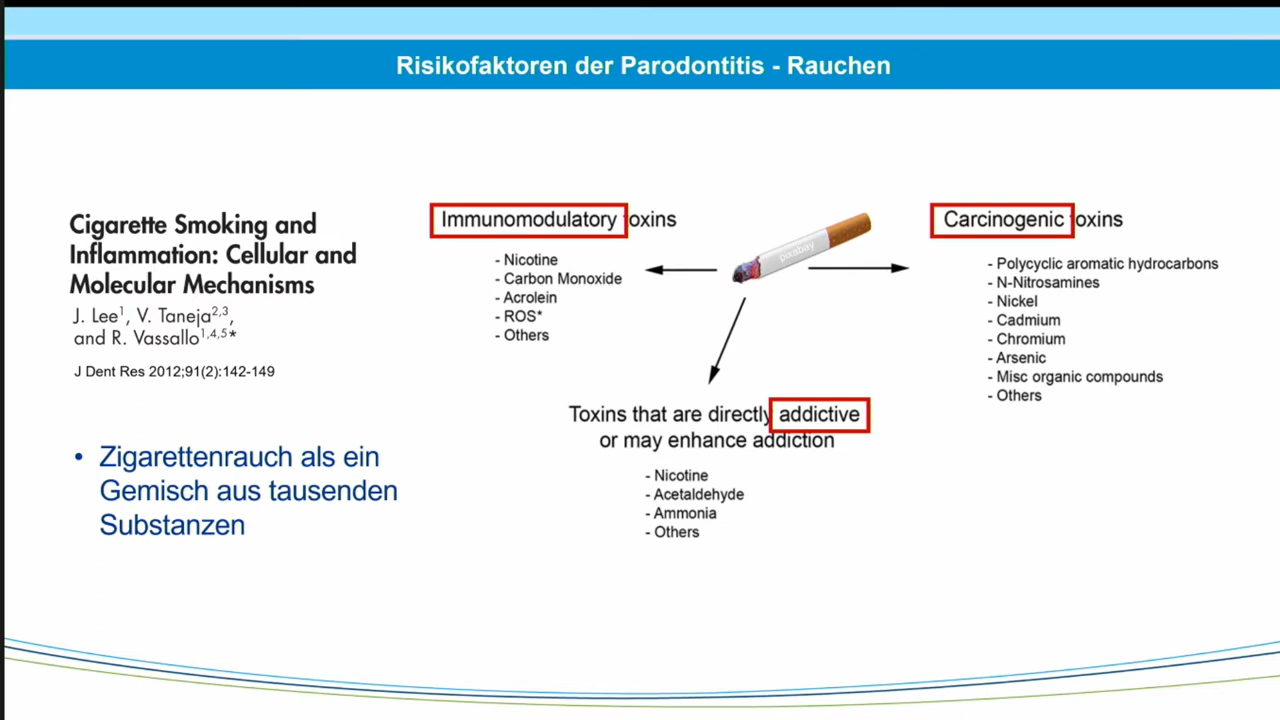 Risikofaktoren der Parodontitis - Rauchen
Cigarette Smoking and
Inflammation: Cellular and
Molecular Mechanisms
J. Lee1, V. Taneja2,3,
and R. Vassallo1,4,5*
J Dent Res 2012;91(2):142-149
• Zigarettenrauch als ein
Gemisch aus tausenden
Substanzen
Immunomodulatory toxins
- Nicotine
- Carbon Monoxide
- Acrolein
- ROS*
- Others
pixabay
Carcinogenic toxins
- Polycyclic aromatic hydrocarbons
- N-Nitrosamines
- Nickel
- Cadmium
- Chromium
- Arsenic
- Misc organic compounds
- Others
Toxins that are directly addictive
or may enhance addiction
- Nicotine
- Acetaldehyde
- Ammonia
- Others